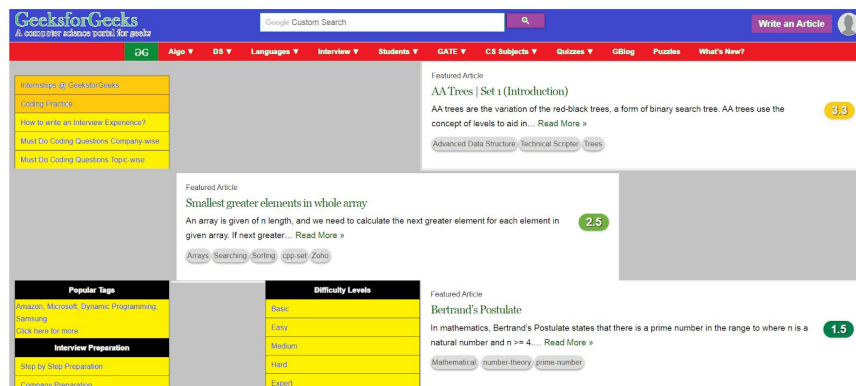 GeeksforGeeks
A computer science portal for geeks
Google Custom Search
Write an Article
Algo ▼ DS ▼ Languages ▼ Interview ▼ Students ▼ GATE ▼ CS Subjects ▼ Quizzes ▼ GBlog Puzzles What's New?
Internships @ GeeksforGeeks
Coding Practice
How to write an Interview Experience?
Must Do Coding Questions Company-wise
Must Do Coding Questions Topic-wise
Featured Article
AA Trees | Set 1 (Introduction)
AA trees are the variation of the red-black trees, a form of binary search tree. AA trees use the
concept of levels to aid in… Read More »
3.3
Advanced Data Structure Technical Scripter Trees
Featured Article
Smallest greater elements in whole array
An array is given of n length, and we need to calculate the next greater element for each element in
given array. If next greater… Read More »
2.5
Arrays Searching Sorting cpp-set Zoho
Popular Tags
Amazon, Microsoft, Dynamic Programming,
Samsung
Click here for more
Interview Preparation
Step by Step Preparation
Company Preparation
Difficulty Levels
Basic
Easy
Medium
Hard
Expert
Featured Article
Bertrand's Postulate
In mathematics, Bertrand's Postulate states that there is a prime number in the range to where n is a
natural number and n >= 4.… Read More »
1.5
Mathematical number-theory prime-number